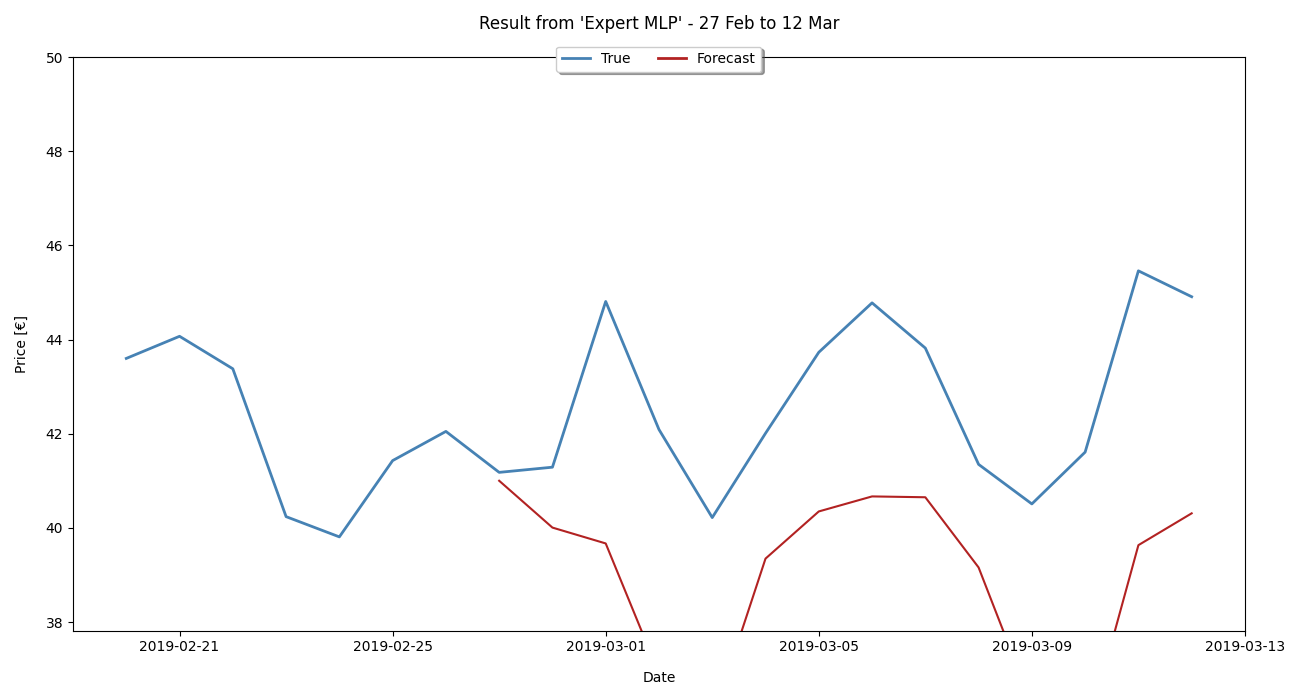 Result from 'Expert MLP' - 27 Feb to 12 Mar
True Forecast
50
48
46
44
42
40
38
Price [€]
2019-02-21 2019-02-25 2019-03-01 2019-03-05 2019-03-09 2019-03-13
Date